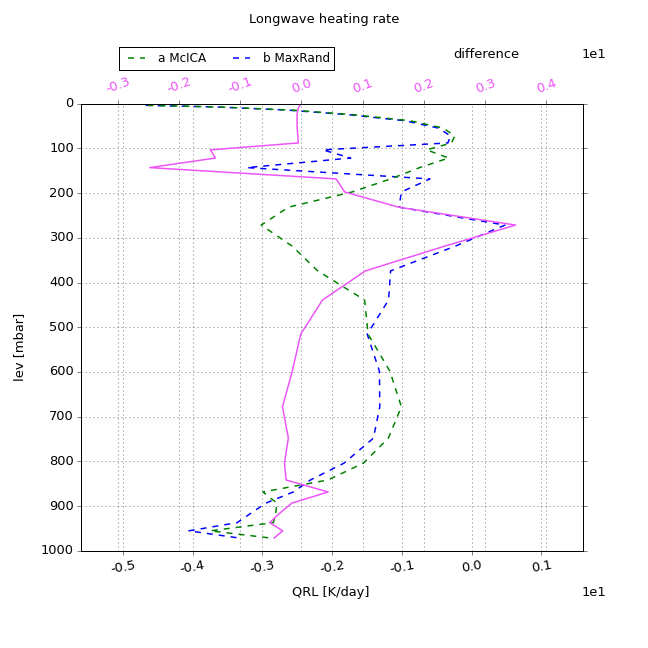 Longwave heating rate
a McICA b MaxRand
difference 1e1
-0.3 -0.2 -0.1 0.0 0.1 0.2 0.3 0.4
0
100
200
300
400
500
600
700
800
900
1000
lev [mbar]
-0.5 -0.4 -0.3 -0.2 -0.1 0.0 0.1
QRL [K/day] 1e1